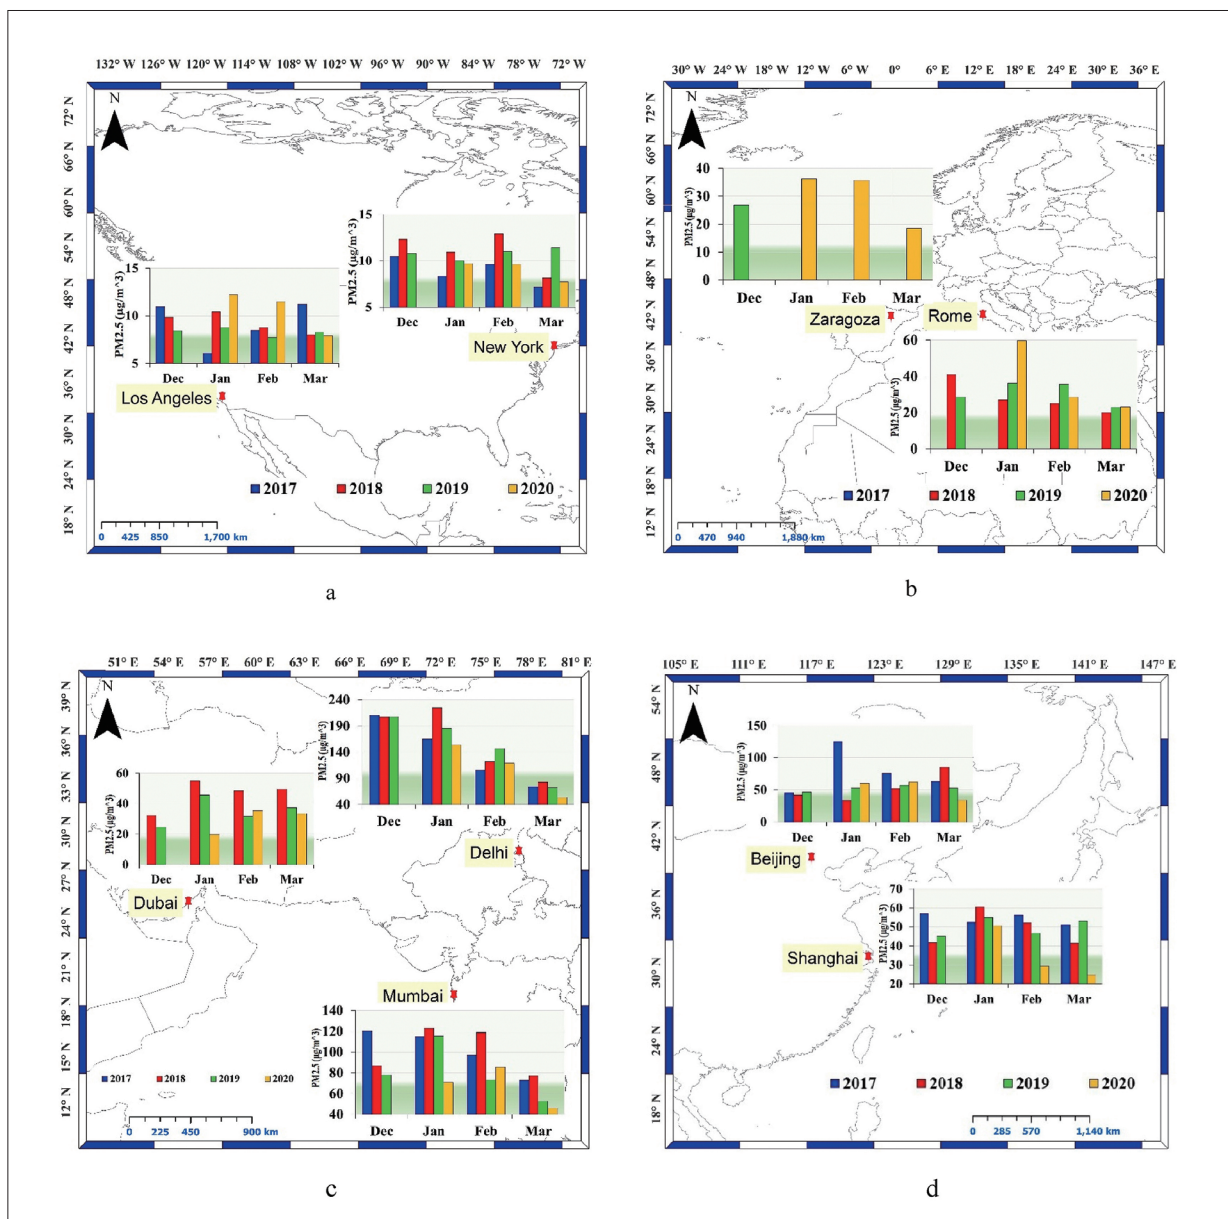 132° W 126° W 120° W 114° W 108° W 102° W 96° W 90° W 84° W 78° W 72° W
N
72° N
66° N
60° N
54° N
48° N
42° N
36° N
30° N
24° N
18° N
PM2.5 (µg/m^3)
15
10
5
Dec Jan Feb Mar
New York
PM2.5 (µg/m^3)
15
10
5
Dec Jan Feb Mar
Los Angeles
2017 2018 2019 2020
0 425 850 1,700 km
a
30° W 24° W 18° W 12° W 6° W 0° 6° E 12° E 18° E 24° E 30° E 36° E
N
72° N
66° N
60° N
54° N
48° N
42° N
36° N
30° N
24° N
18° N
12° N
PM2.5 (µg/m^3)
40
30
20
10
0
Dec Jan Feb Mar
Zaragoza
Rome
PM2.5 (µg/m^3)
60
40
20
0
Dec Jan Feb Mar
2017 2018 2019 2020
0 470 940 1,880 km
b
51° E 54° E 57° E 60° E 63° E 66° E 69° E 72° E 75° E 78° E 81° E
N
39° N
36° N
33° N
30° N
27° N
24° N
21° N
18° N
15° N
12° N
PM2.5 (µg/m^3)
240
190
140
90
40
Dec Jan Feb Mar
Delhi
PM2.5(µg/m^3)
60
40
20
0
Dec Jan Feb Mar
Dubai
Mumbai
PM2.5 (µg/m^3)
140
120
100
80
60
40
Dec Jan Feb Mar
2017 2018 2019 2020
0 225 450 900 km
c
105° E 111° E 117° E 123° E 129° E 135° E 141° E 147° E
N
54° N
48° N
42° N
36° N
30° N
24° N
18° N
PM2.5 (µg/m^3)
150
100
50
0
Dec Jan Feb Mar
Beijing
PM2.5 (µg/m^3)
70
60
50
40
30
20
Dec Jan Feb Mar
Shanghai
2017 2018 2019 2020
0 285 570 1,140 km
d